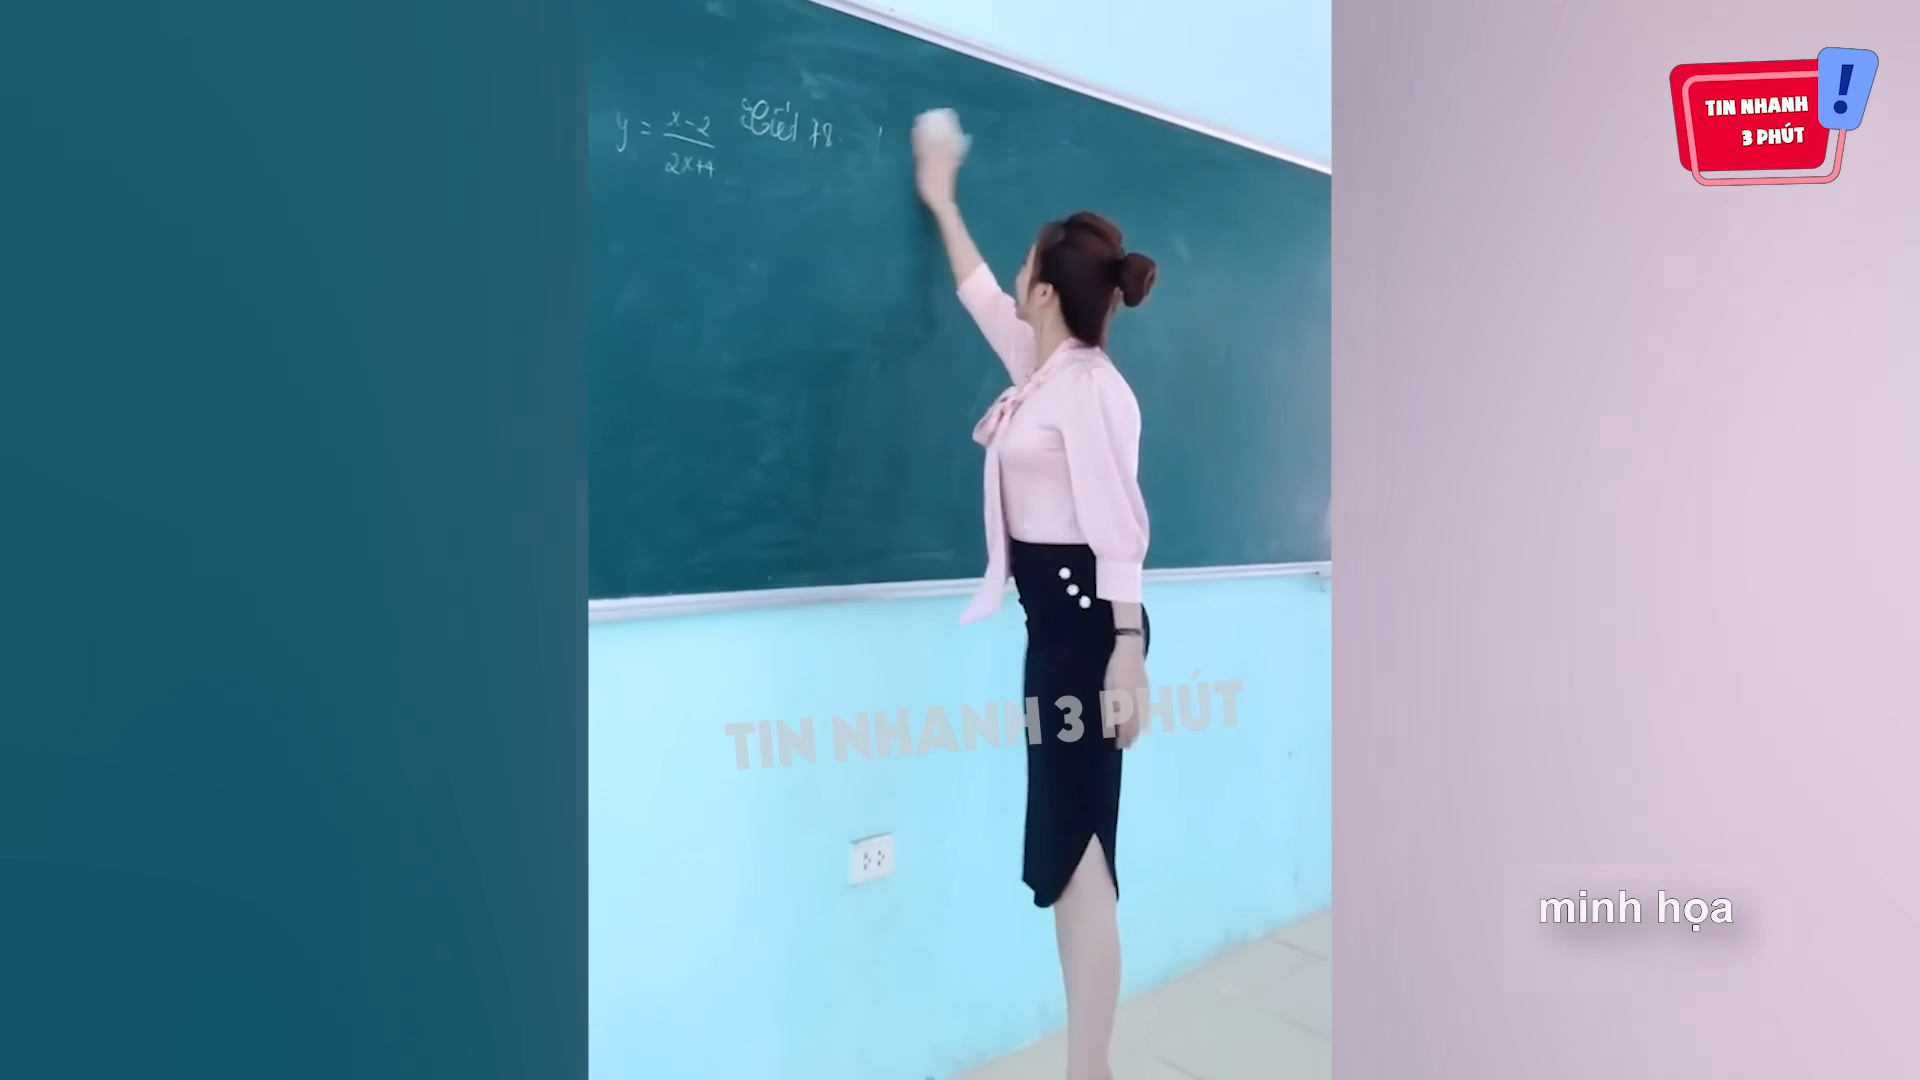 TIN NHANH
3 PHÚT
y = x-2 / 2x+4
Tiết 78.
TIN NHANH 3 PHÚT
minh họa